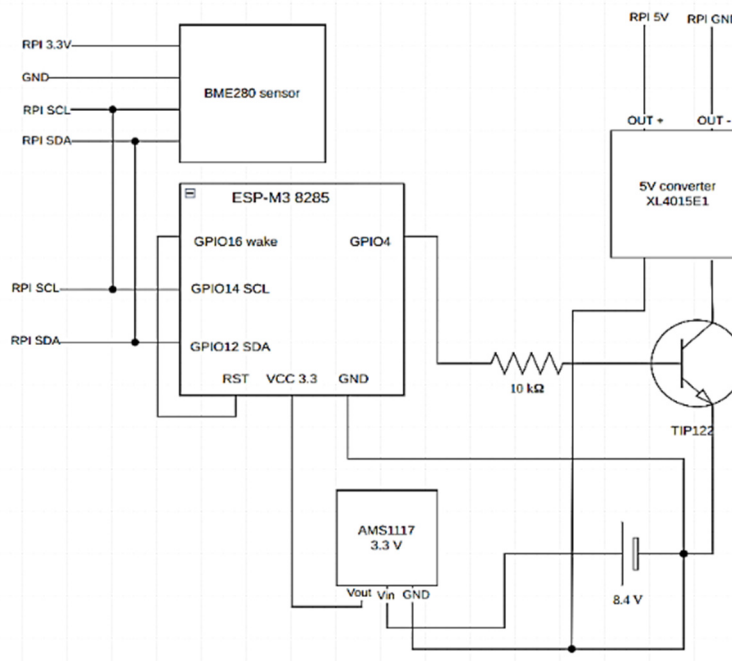 RPI 5V
RPI GND
RPI 3.3V
GND
RPI SCL
RPI SDA
BME280 sensor
OUT +
OUT -
5V converter
XL4015E1
ESP-M3 8285
GPIO16 wake
GPIO4
RPI SCL
GPIO14 SCL
RPI SDA
GPIO12 SDA
RST
VCC 3.3
GND
10 kΩ
TIP122
AMS1117
3.3 V
Vout
Vin
GND
8.4 V